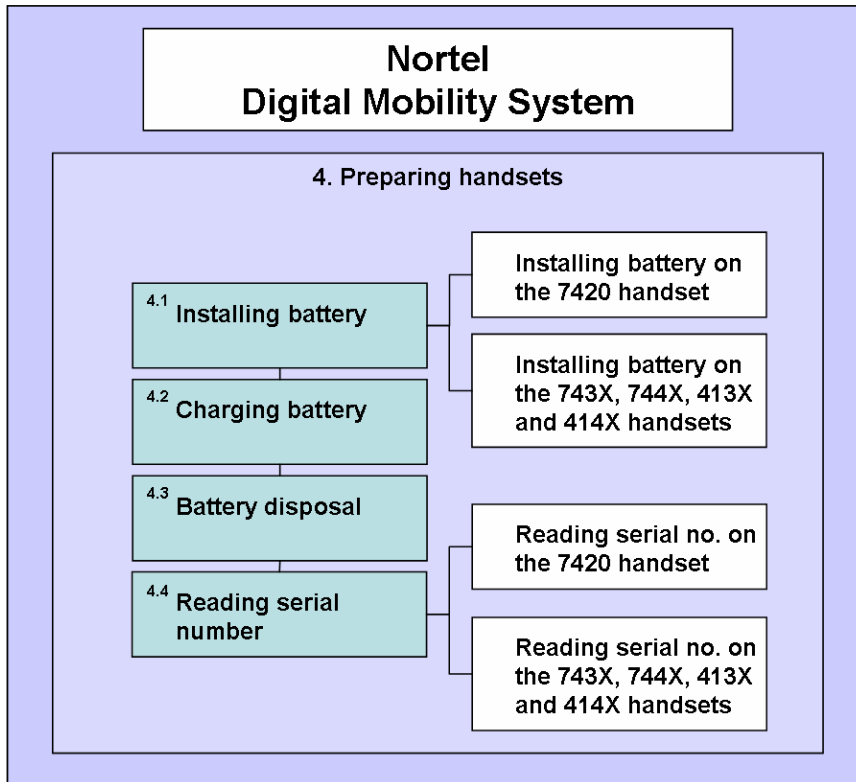 Nortel
Digital Mobility System
4. Preparing handsets
4.1 Installing battery
Installing battery on
the 7420 handset
Installing battery on
the 743X, 744X, 413X
and 414X handsets
4.2 Charging battery
4.3 Battery disposal
4.4 Reading serial
number
Reading serial no. on
the 7420 handset
Reading serial no. on
the 743X, 744X, 413X
and 414X handsets